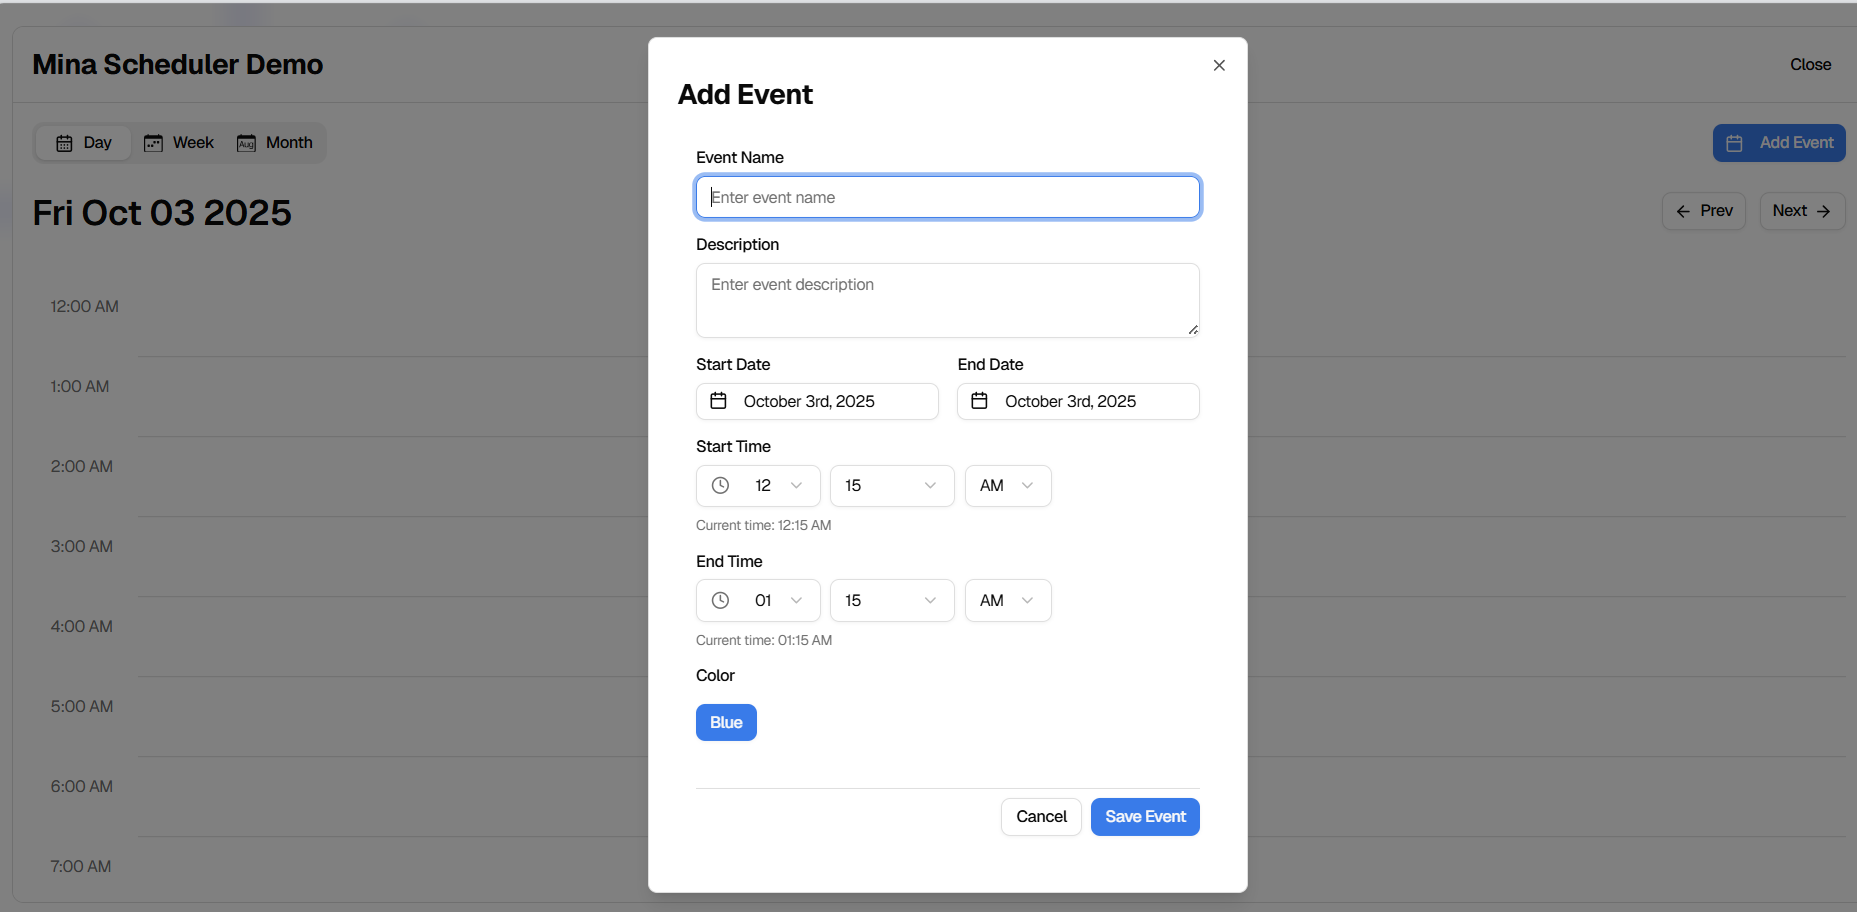 Mina Scheduler Demo
Close
Day
Week
Aug
Month
Add Event
Fri Oct 03 2025
Prev
Next
12:00 AM
1:00 AM
2:00 AM
3:00 AM
4:00 AM
5:00 AM
6:00 AM
7:00 AM
Add Event
Event Name
Enter event name
Description
Enter event description
Start Date End Date
October 3rd, 2025 October 3rd, 2025
Start Time
12 15 AM
Current time: 12:15 AM
End Time
01 15 AM
Current time: 01:15 AM
Color
Blue
Cancel Save Event